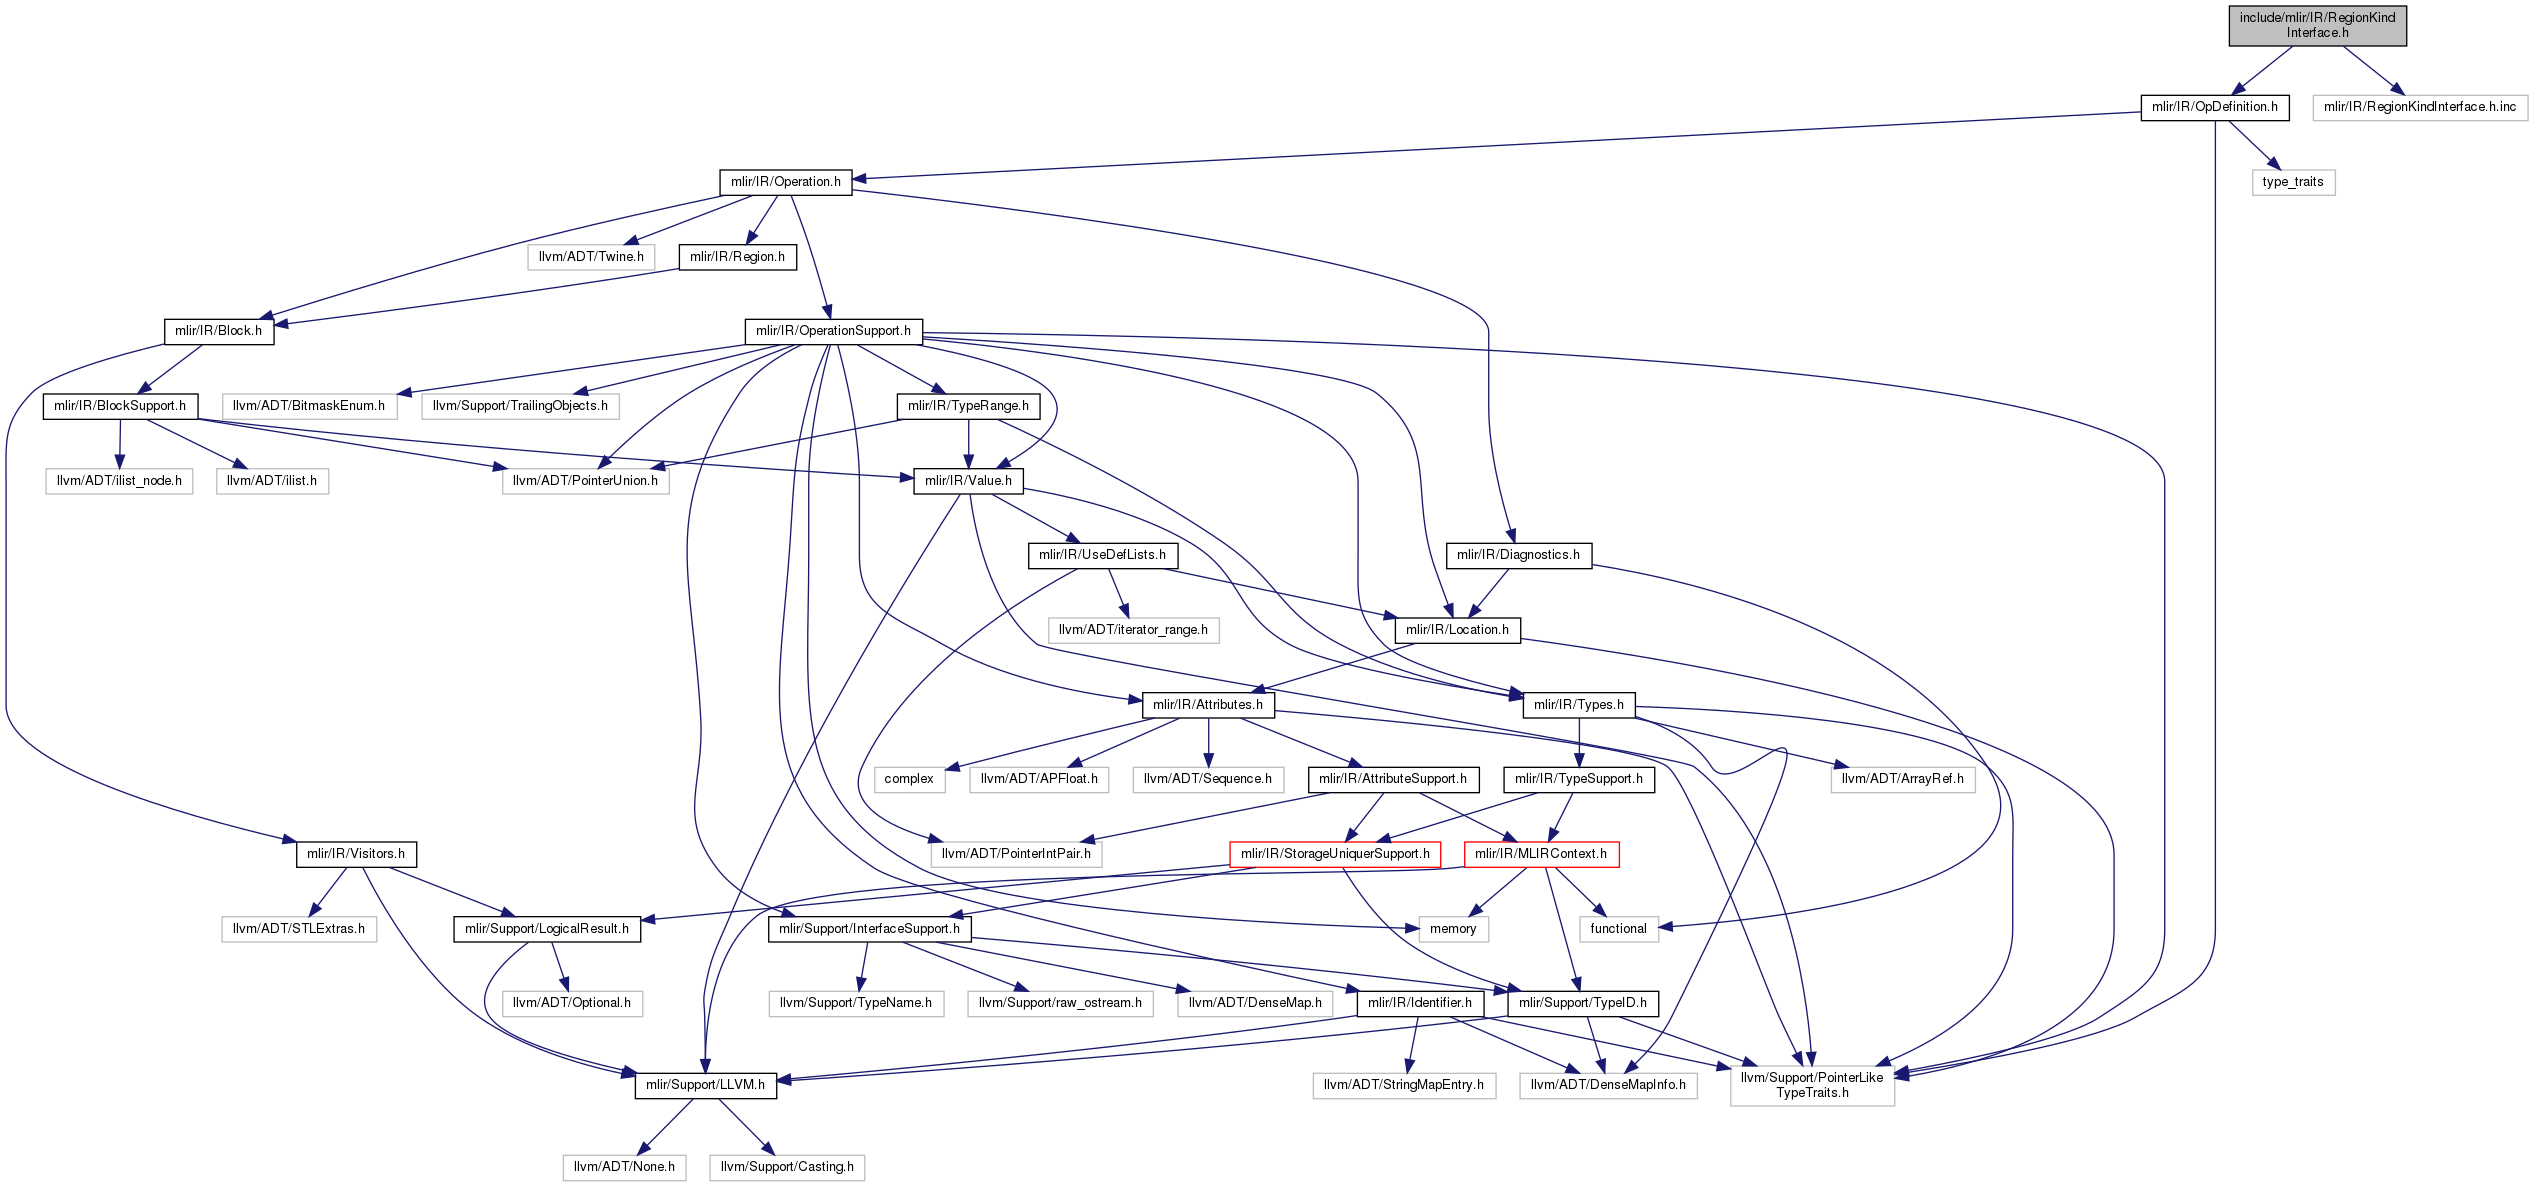 include/mlir/IR/RegionKind
Interface.h
mlir/IR/OpDefinition.h
mlir/IR/RegionKindInterface.h.inc
mlir/IR/Operation.h
type_traits
llvm/ADT/Twine.h
mlir/IR/Region.h
mlir/IR/Block.h
mlir/IR/OperationSupport.h
mlir/IR/BlockSupport.h
llvm/ADT/BitmaskEnum.h
llvm/Support/TrailingObjects.h
mlir/IR/TypeRange.h
llvm/ADT/ilist_node.h
llvm/ADT/ilist.h
llvm/ADT/PointerUnion.h
mlir/IR/Value.h
mlir/IR/UseDefLists.h
mlir/IR/Diagnostics.h
llvm/ADT/iterator_range.h
mlir/IR/Location.h
mlir/IR/Attributes.h
mlir/IR/Types.h
complex
llvm/ADT/APFloat.h
llvm/ADT/Sequence.h
mlir/IR/AttributeSupport.h
mlir/IR/TypeSupport.h
llvm/ADT/ArrayRef.h
mlir/IR/Visitors.h
llvm/ADT/PointerIntPair.h
mlir/IR/StorageUniquerSupport.h
mlir/IR/MLIRContext.h
llvm/ADT/STLExtras.h
mlir/Support/LogicalResult.h
mlir/Support/InterfaceSupport.h
memory
functional
llvm/ADT/Optional.h
llvm/Support/TypeName.h
llvm/Support/raw_ostream.h
llvm/ADT/DenseMap.h
mlir/IR/Identifier.h
mlir/Support/TypeID.h
mlir/Support/LLVM.h
llvm/ADT/StringMapEntry.h
llvm/ADT/DenseMapInfo.h
llvm/Support/PointerLike
TypeTraits.h
llvm/ADT/None.h
llvm/Support/Casting.h